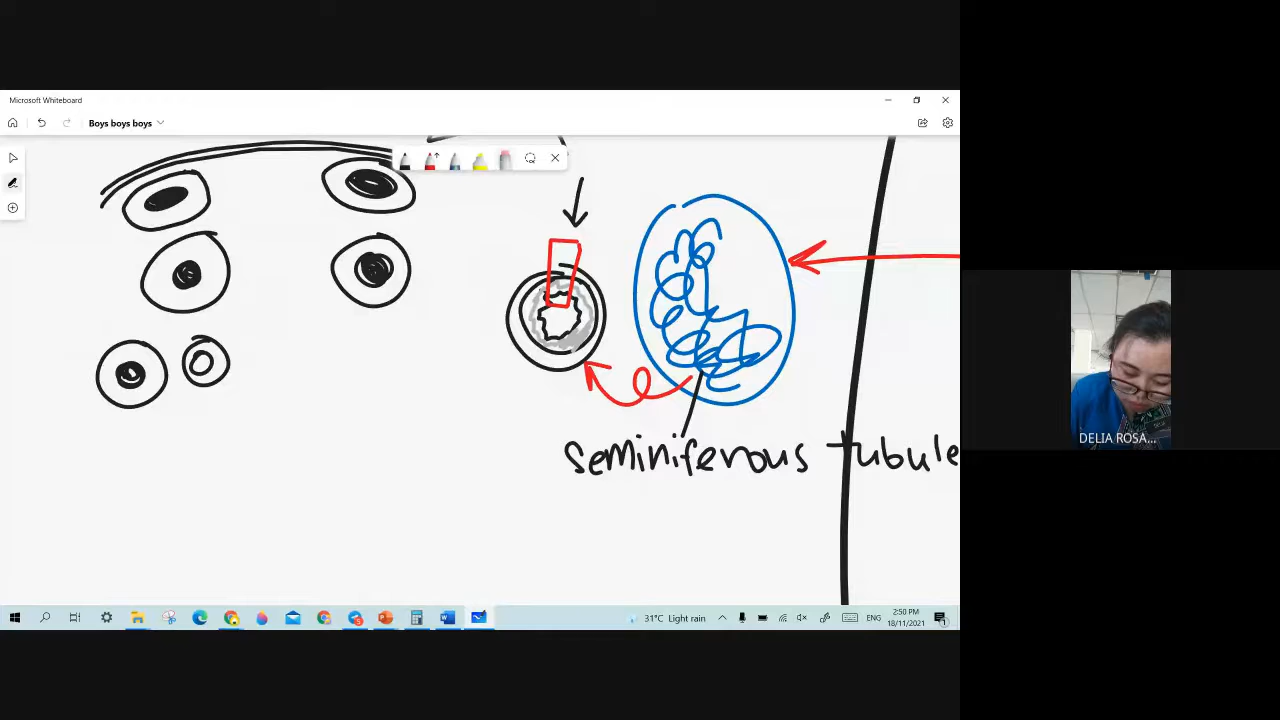 Microsoft Whiteboard
Boys boys boys
seminiferous tubule
DELIA ROSA...
31°C Light rain
ENG
2:50 PM
18/11/2021